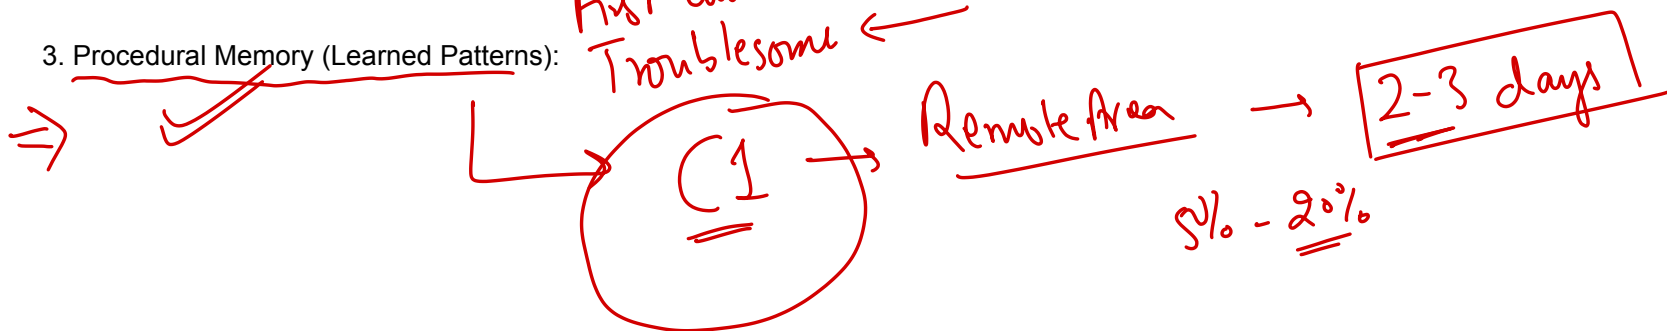 3. Procedural Memory (Learned Patterns):
Troublesome
C1
Remote Area
2-3 days
5% - 20%